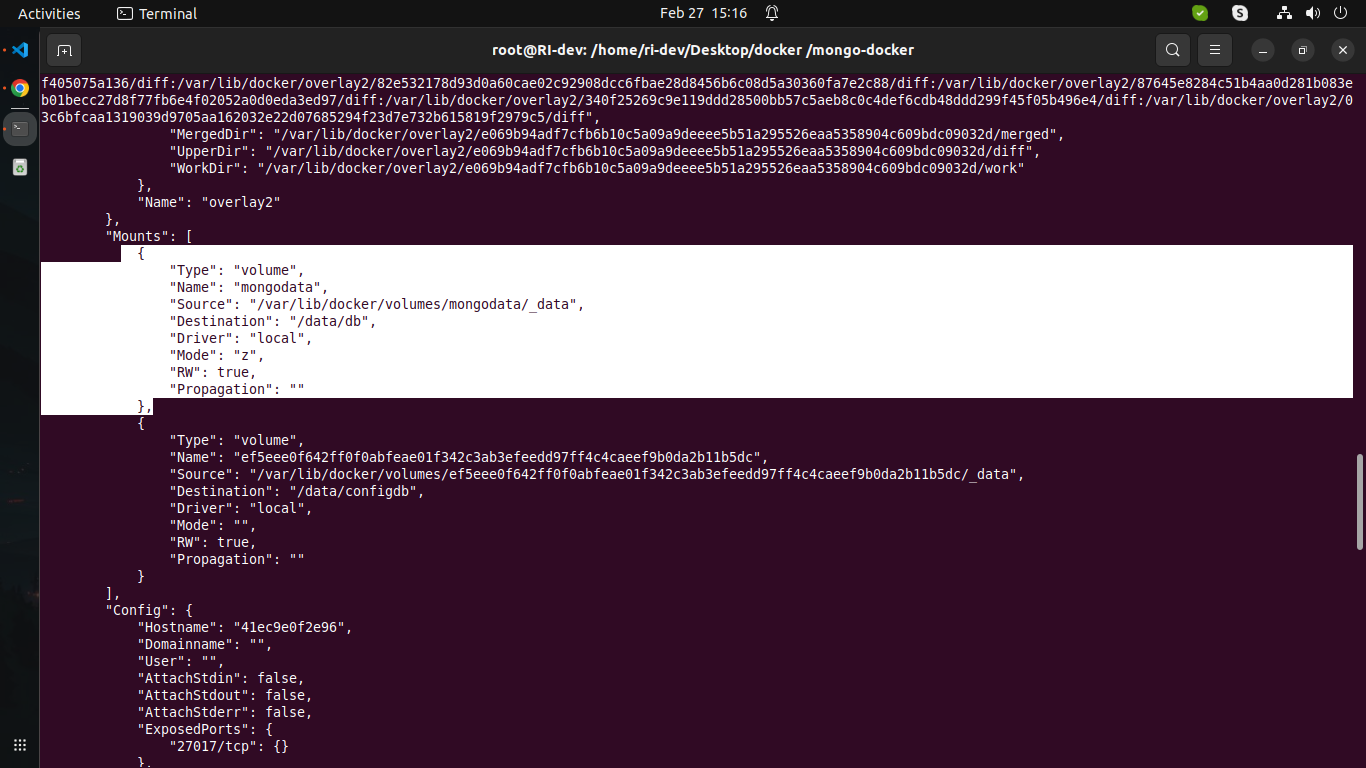 Activities
Terminal
Feb 27 15:16
S
root@RI-dev: /home/ri-dev/Desktop/docker /mongo-docker
f405075a136/diff:/var/lib/docker/overlay2/82e532178d93d0a60cae02c92908dcc6fbae28d8456b6c08d5a30360fa7e2c88/diff:/var/lib/docker/overlay2/87645e8284c51b4aa0d281b083e
b01becc27d8f77fb6e4f02052a0d0eda3ed97/diff:/var/lib/docker/overlay2/340f25269c9e119ddd28500bb57c5aeb8c0c4def6cdb48ddd299f45f05b496e4/diff:/var/lib/docker/overlay2/0
03c6bfcaa1319039d9705aa162032e22d07685294f23d7e732b615819f2979c5/diff",
                "MergedDir": "/var/lib/docker/overlay2/e069b94adf7cfb6b10c5a09a9deeee5b51a295526eaa5358904c609bdc09032d/merged",
                "UpperDir": "/var/lib/docker/overlay2/e069b94adf7cfb6b10c5a09a9deeee5b51a295526eaa5358904c609bdc09032d/diff",
                "WorkDir": "/var/lib/docker/overlay2/e069b94adf7cfb6b10c5a09a9deeee5b51a295526eaa5358904c609bdc09032d/work"
            },
            "Name": "overlay2"
        },
        "Mounts": [
            {
                "Type": "volume",
                "Name": "mongodata",
                "Source": "/var/lib/docker/volumes/mongodata/_data",
                "Destination": "/data/db",
                "Driver": "local",
                "Mode": "z",
                "RW": true,
                "Propagation": ""
            },
            {
                "Type": "volume",
                "Name": "ef5eee0f642ff0f0abfeae01f342c3ab3efeedd97ff4c4caeef9b0da2b11b5dc",
                "Source": "/var/lib/docker/volumes/ef5eee0f642ff0f0abfeae01f342c3ab3efeedd97ff4c4caeef9b0da2b11b5dc/_data",
                "Destination": "/data/configdb",
                "Driver": "local",
                "Mode": "",
                "RW": true,
                "Propagation": ""
            }
        ],
        "Config": {
            "Hostname": "41ec9e0f2e96",
            "Domainname": "",
            "User": "",
            "AttachStdin": false,
            "AttachStdout": false,
            "AttachStderr": false,
            "ExposedPorts": {
                "27017/tcp": {}
            },